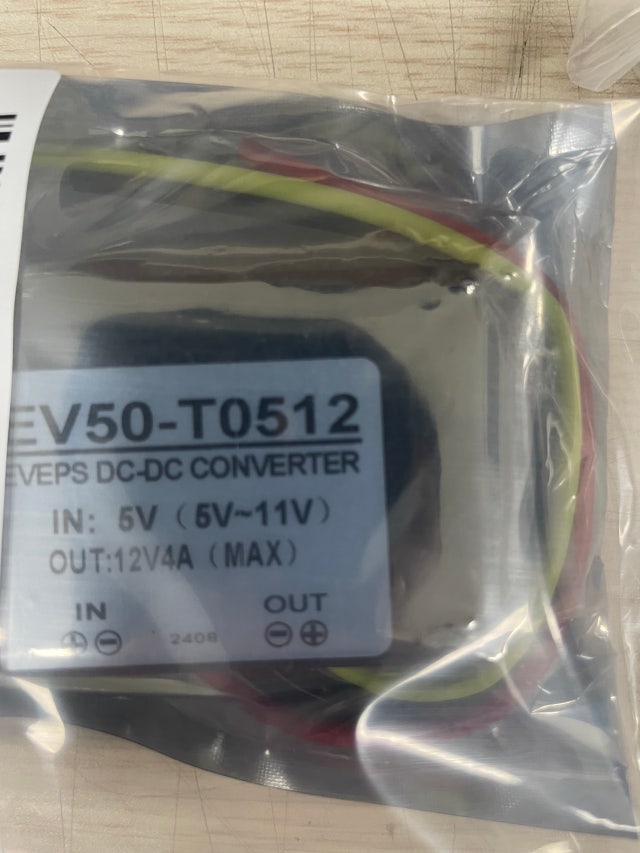 EV50-T0512
EVEPS DC-DC CONVERTER
IN: 5V (5V~11V)
OUT:12V4A (MAX)
IN OUT
2408